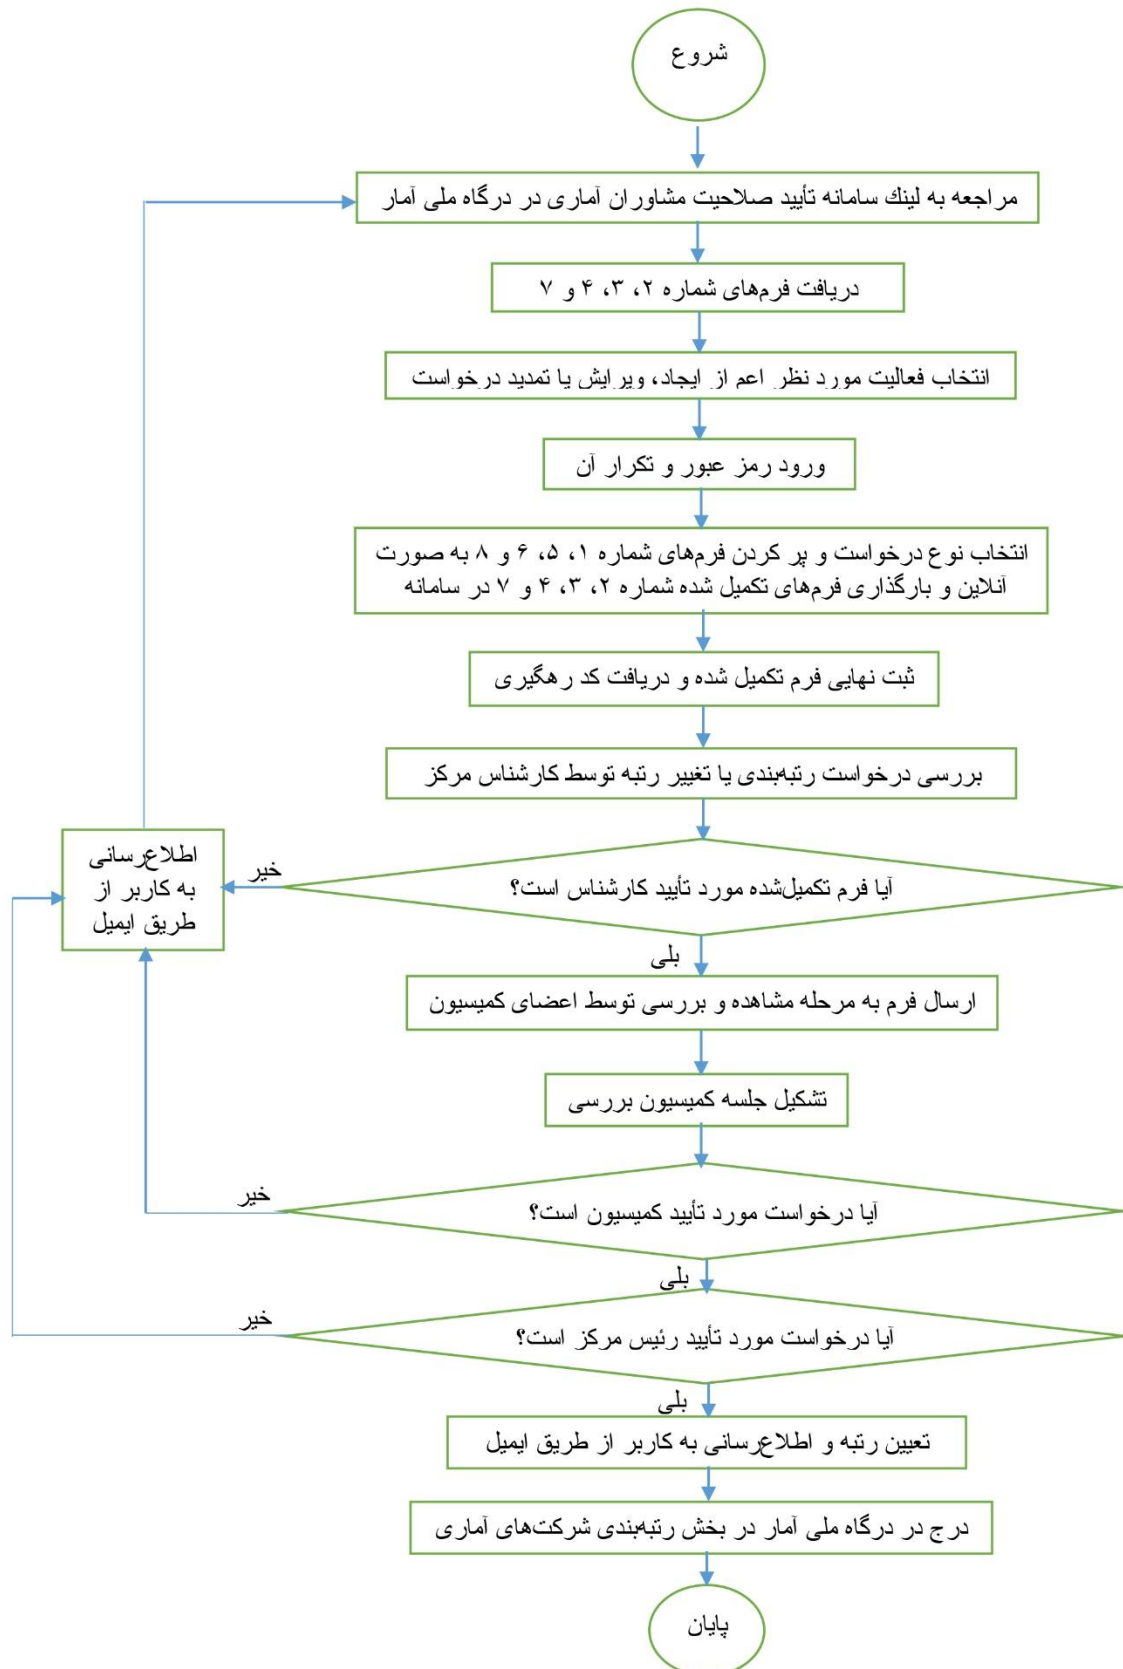 شروع
مراجعه به لینك سامانه تأیید صلاحیت مشاوران آماری در درگاه ملی آمار
دریافت فرم‌های شماره ۲، ۳، ۴ و ۷
انتخاب فعالیت مورد نظر اعم از ایجاد، ویرایش یا تمدید درخواست
ورود رمز عبور و تکرار آن
انتخاب نوع درخواست و پر کردن فرم‌های شماره ۱، ۵، ۶ و ۸ به صورت
آنلاین و بارگذاری فرم‌های تکمیل شده شماره ۲، ۳، ۴ و ۷ در سامانه
ثبت نهایی فرم تکمیل شده و دریافت کد رهگیری
بررسی درخواست رتبه‌بندی یا تغییر رتبه توسط کارشناس مرکز
آیا فرم تکمیل‌شده مورد تأیید کارشناس است؟
خیر
اطلاع‌رسانی
به کاربر از
طریق ایمیل
بلی
ارسال فرم به مرحله مشاهده و بررسی توسط اعضای کمیسیون
تشکیل جلسه کمیسیون بررسی
آیا درخواست مورد تأیید کمیسیون است؟
خیر
بلی
آیا درخواست مورد تأیید رئیس مرکز است؟
خیر
بلی
تعیین رتبه و اطلاع‌رسانی به کاربر از طریق ایمیل
درج در درگاه ملی آمار در بخش رتبه‌بندی شرکت‌های آماری
پایان